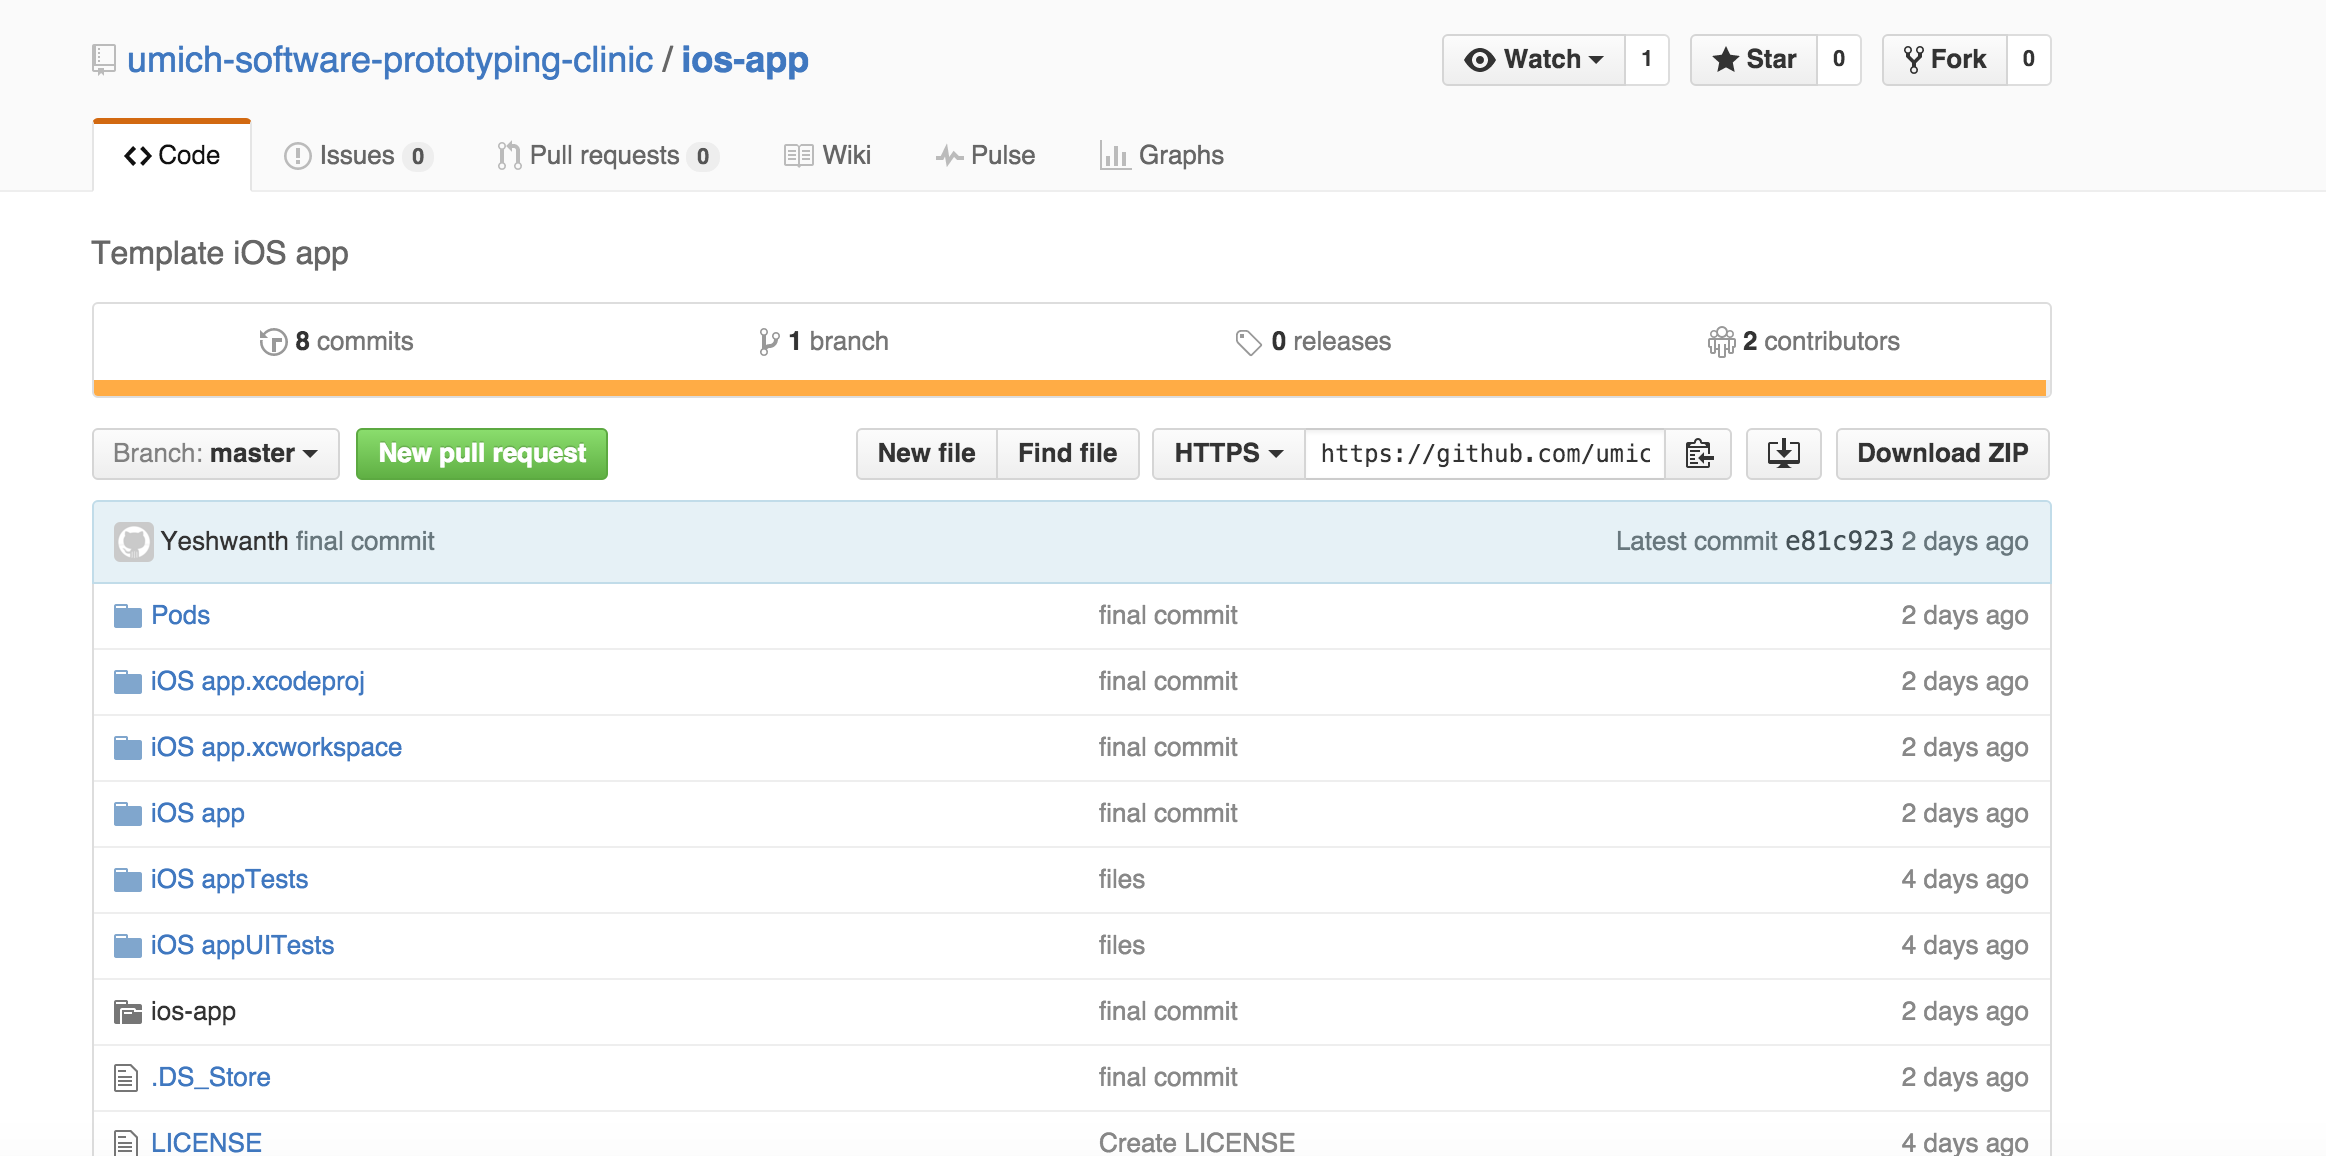 umich-software-prototyping-clinic / ios-app Watch 1 Star 0 Fork 0
Code Issues 0 Pull requests 0 Wiki Pulse Graphs
Template iOS app
8 commits 1 branch 0 releases 2 contributors
Branch: master New pull request New file Find file HTTPS https://github.com/umic Download ZIP
Yeshwanth final commit Latest commit e81c923 2 days ago
Pods final commit 2 days ago
iOS app.xcodeproj final commit 2 days ago
iOS app.xcworkspace final commit 2 days ago
iOS app final commit 2 days ago
iOS appTests files 4 days ago
iOS appUITests files 4 days ago
ios-app final commit 2 days ago
.DS_Store final commit 2 days ago
LICENSE Create LICENSE 4 days ago